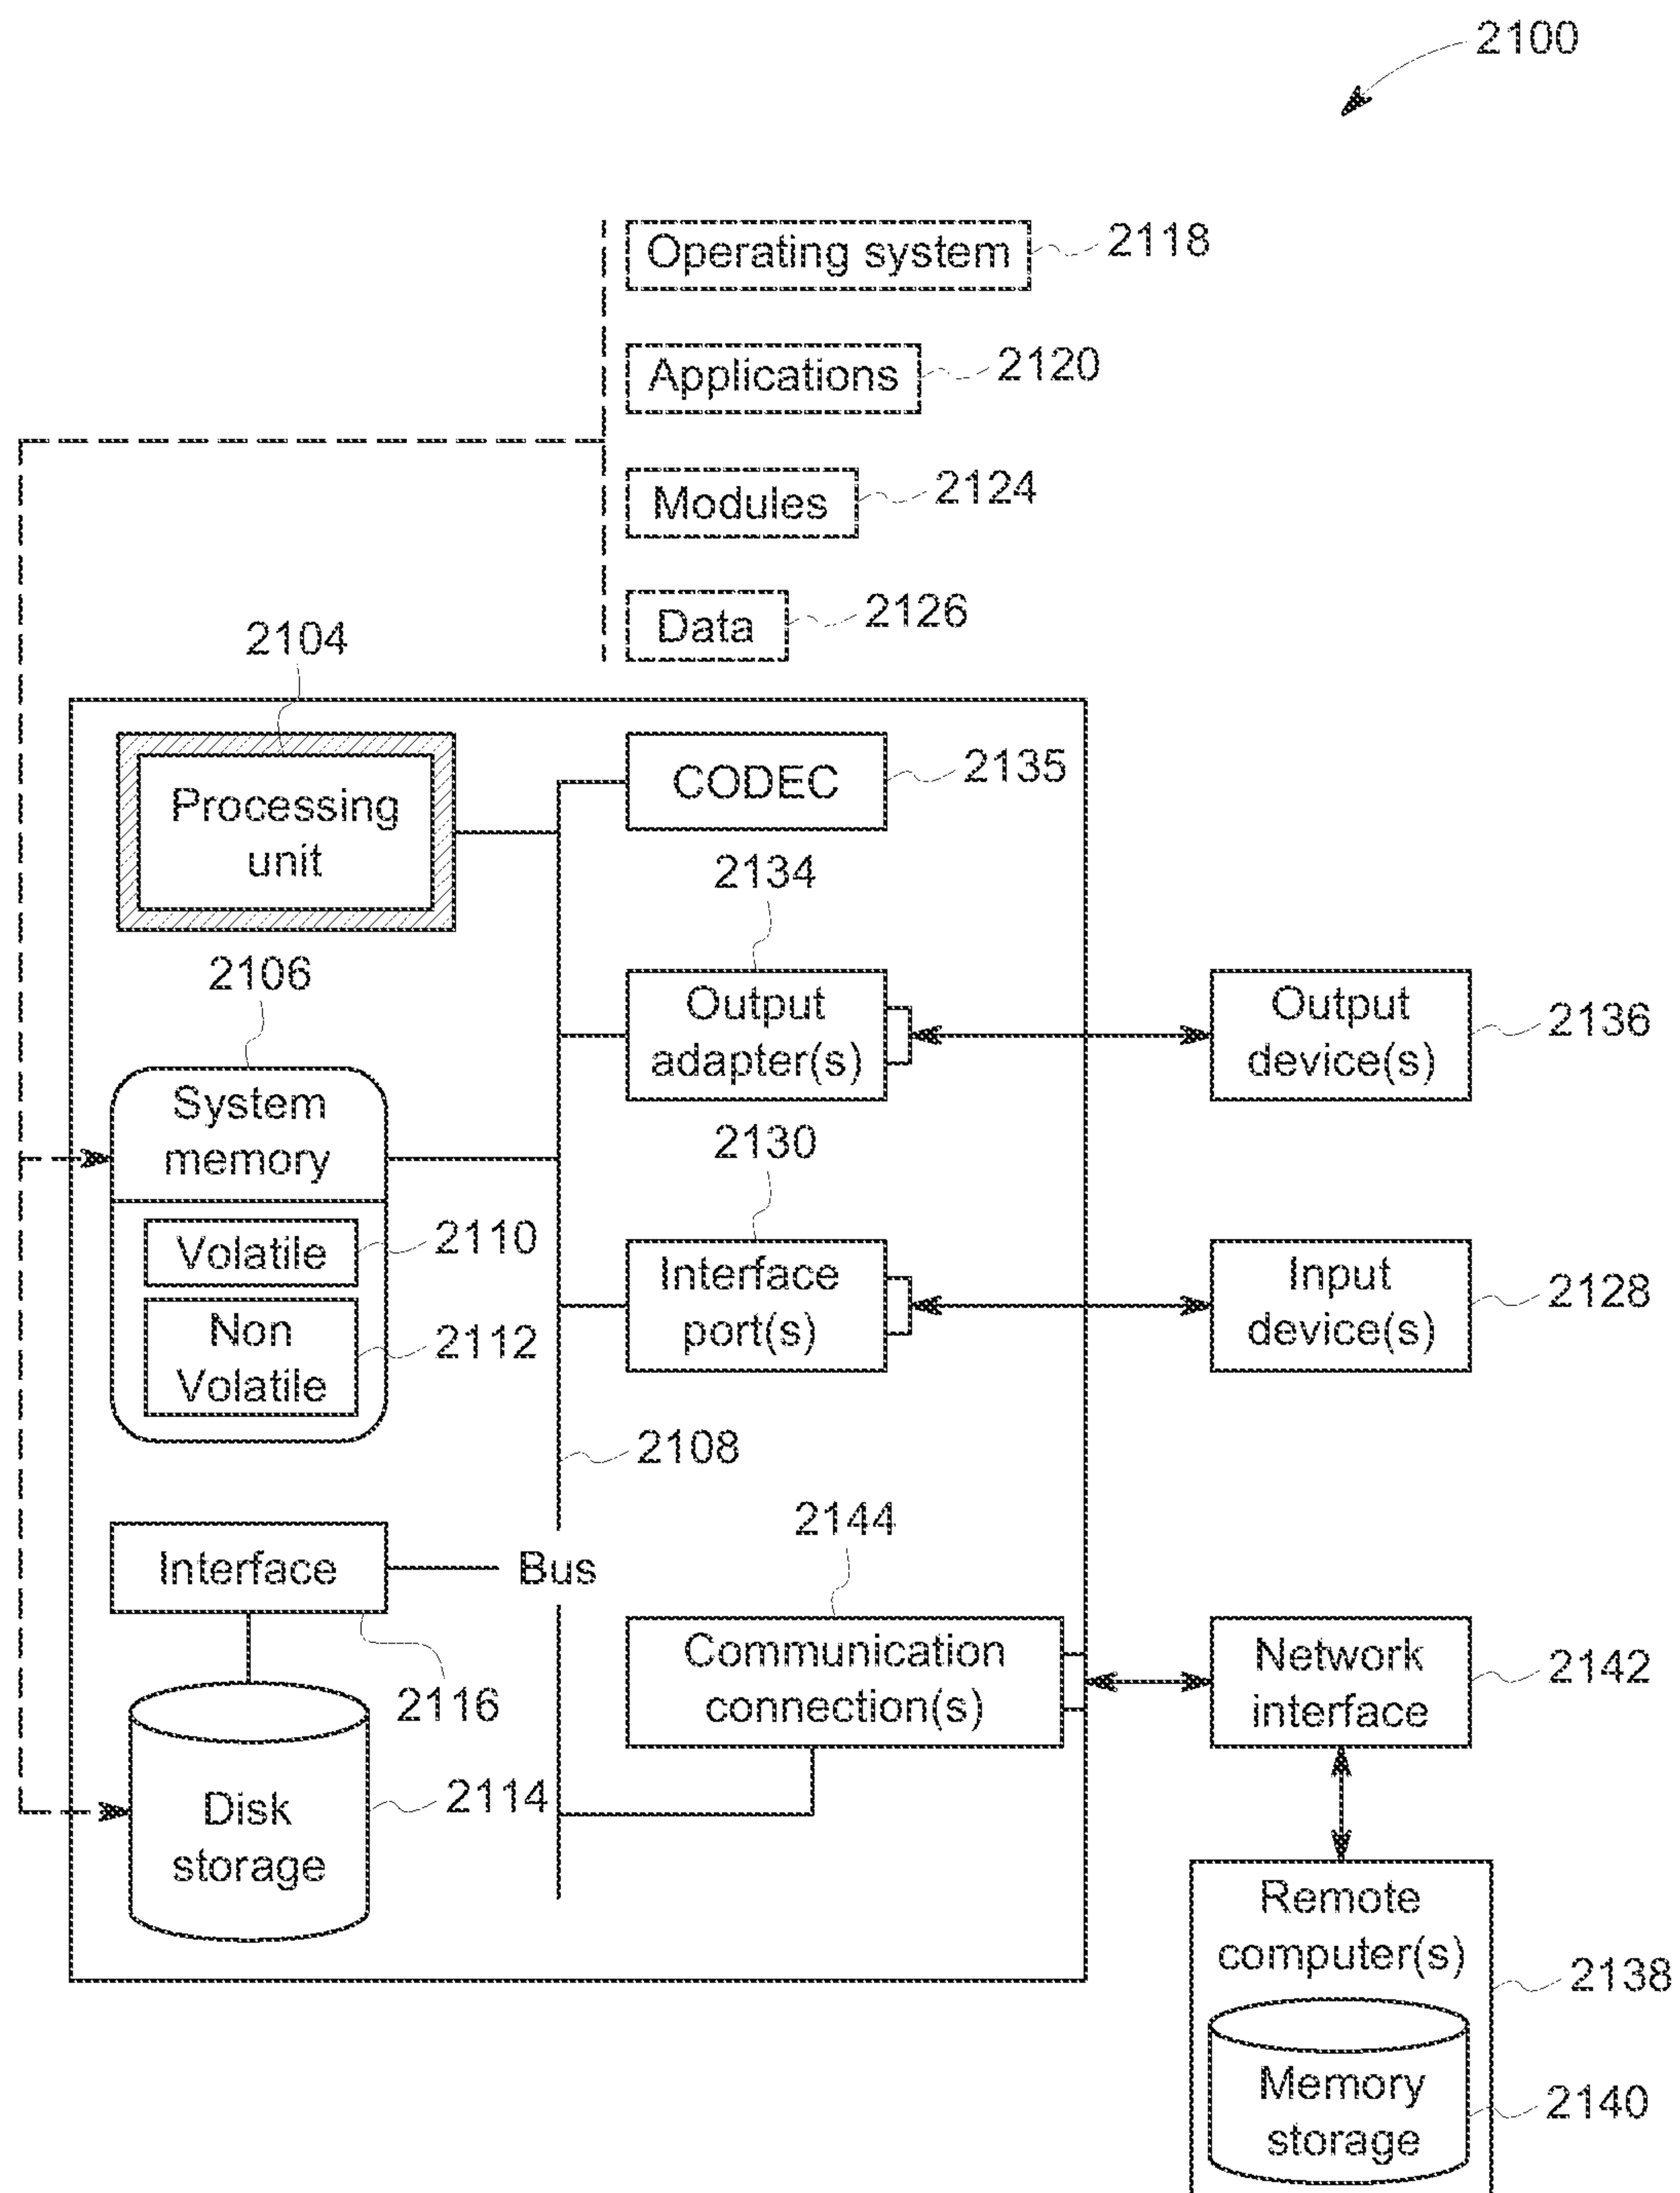 2100
Operating system
2118
Applications
2120
Modules
2124
Data
2126
2104
Processing
unit
CODEC
2135
2134
2106
Output
adapter(s)
Output
device(s)
2136
System
memory
2130
Volatile
2110
Interface
port(s)
Input
device(s)
2128
Non
Volatile
2112
2108
2144
Interface
Bus
2116
Communication
connection(s)
Network
interface
2142
Disk
storage
2114
Remote
computer(s)
2138
Memory
storage
2140